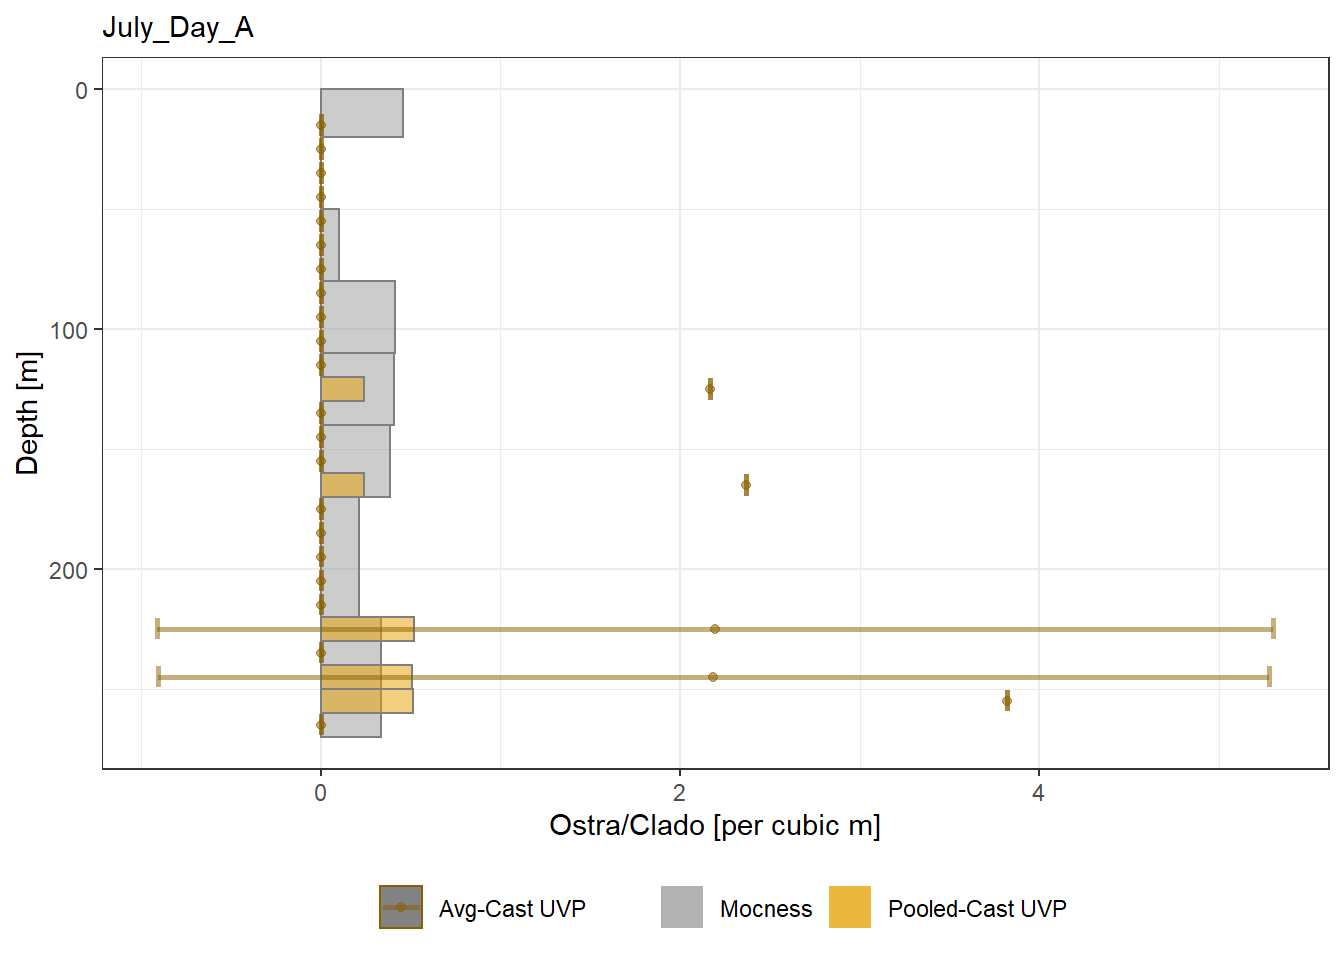 July_Day_A
0
100
200
Depth [m]
0 2 4
Ostra/Clado [per cubic m]
Avg-Cast UVP Mocness Pooled-Cast UVP